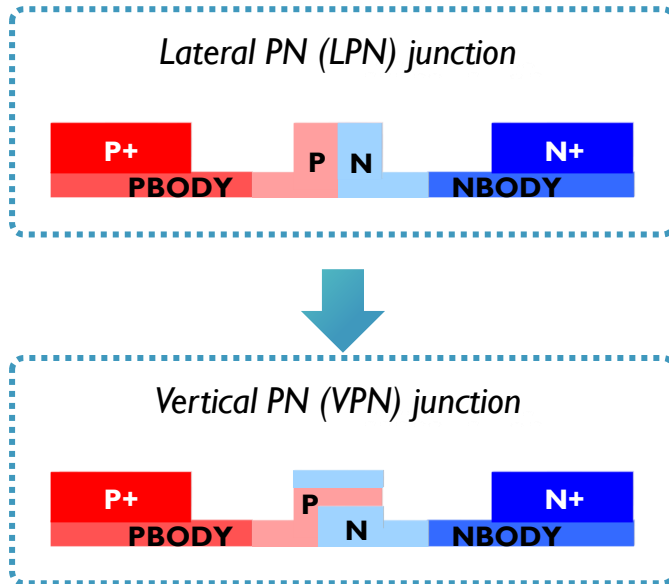 Lateral PN (LPN) junction
P+ P N N+
PBODY NBODY
Vertical PN (VPN) junction
P+ P N+
PBODY N NBODY